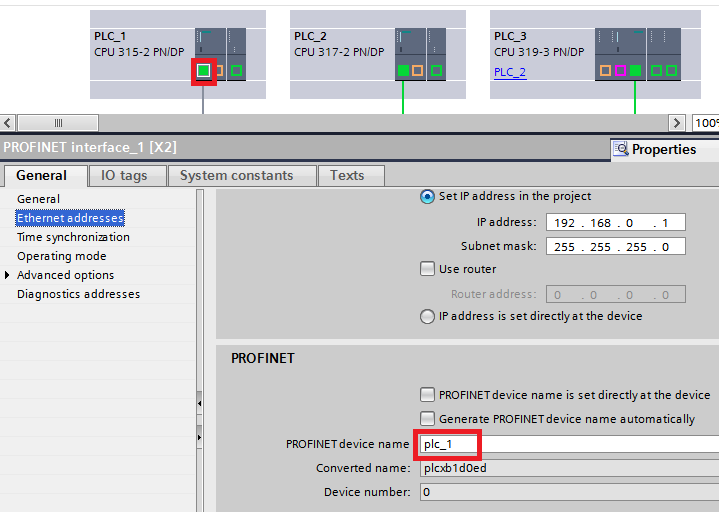 PLC_1
CPU 315-2 PN/DP
PLC_2
CPU 317-2 PN/DP
PLC_3
CPU 319-3 PN/DP
PLC_2
100%
PROFINET interface_1 [X2]
Properties
General IO tags System constants Texts
General
Ethernet addresses
Time synchronization
Operating mode
Advanced options
Diagnostics addresses
Set IP address in the project
IP address: 192 . 168 . 0 . 1
Subnet mask: 255 . 255 . 255 . 0
Use router
Router address: 0 . 0 . 0 . 0
IP address is set directly at the device
PROFINET
PROFINET device name is set directly at the device
Generate PROFINET device name automatically
PROFINET device name plc_1
Converted name: plcxb1d0ed
Device number: 0